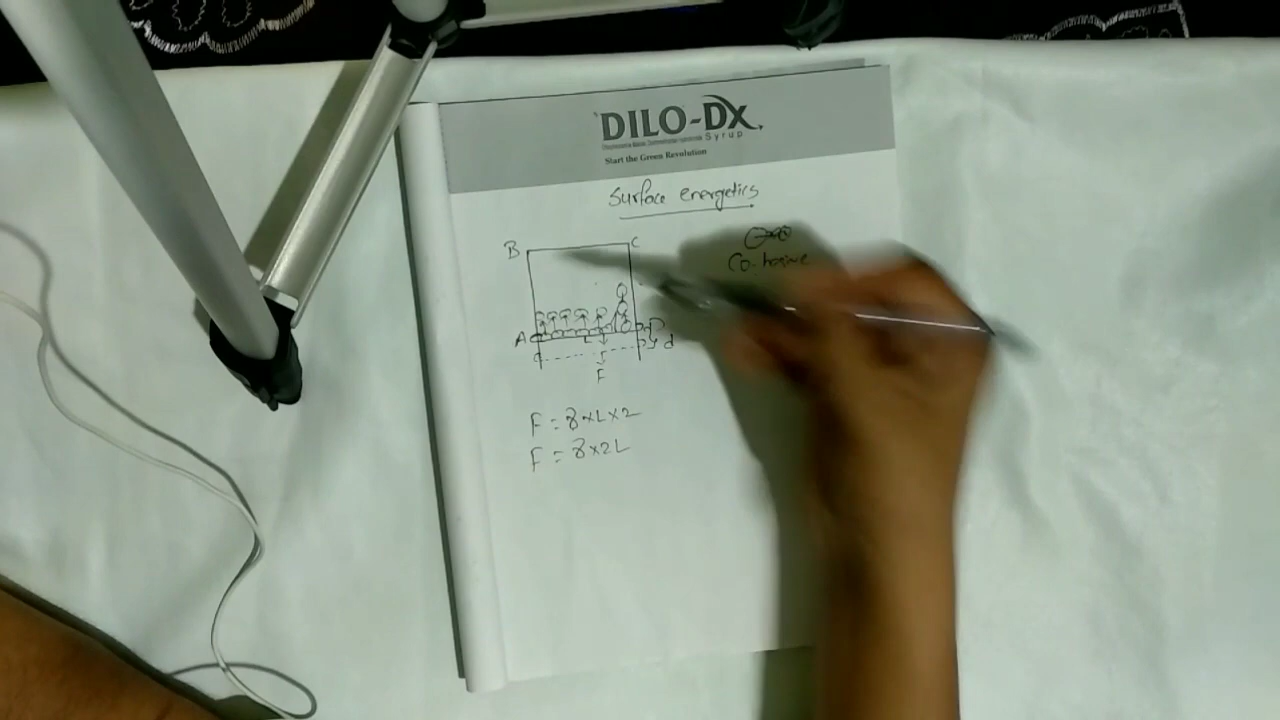 DILO-DX
Syrup
Start the Green Revolution
Surface energetics
B C
Co-hesive
A D
L
d
F
F = γ×L×2
F = γ×2L